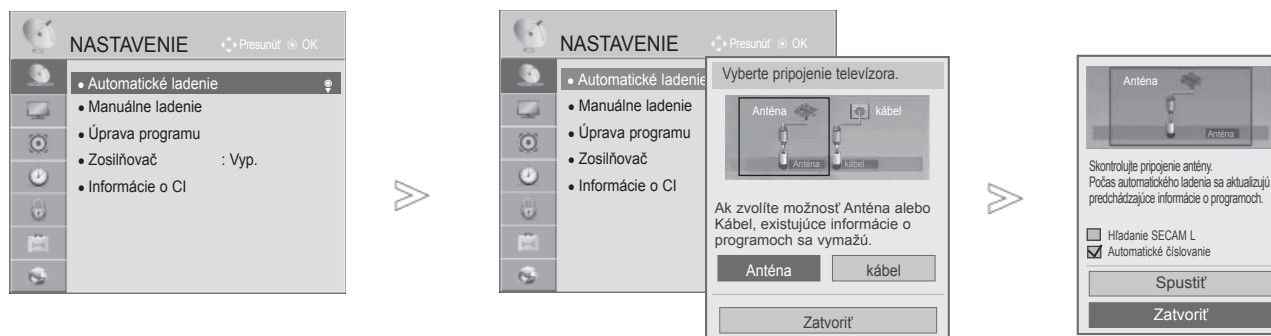 NASTAVENIE
Presunúť OK
Automatické ladenie
Manuálne ladenie
Úprava programu
Zosilňovač : Vyp.
Informácie o CI
NASTAVENIE
Presunúť OK
Automatické ladenie
Manuálne ladenie
Úprava programu
Zosilňovač
Informácie o CI
Vyberte pripojenie televízora.
Anténa kábel
Anténa kábel
Ak zvolíte možnosť Anténa alebo
Kábel, existujúce informácie o
programoch sa vymažú.
Anténa kábel
Zatvoriť
Anténa
Anténa
Skontrolujte pripojenie antény.
Počas automatického ladenia sa aktualizujú
predchádzajúce informácie o programoch.
Hľadanie SECAM L
Automatické číslovanie
Spustiť
Zatvoriť